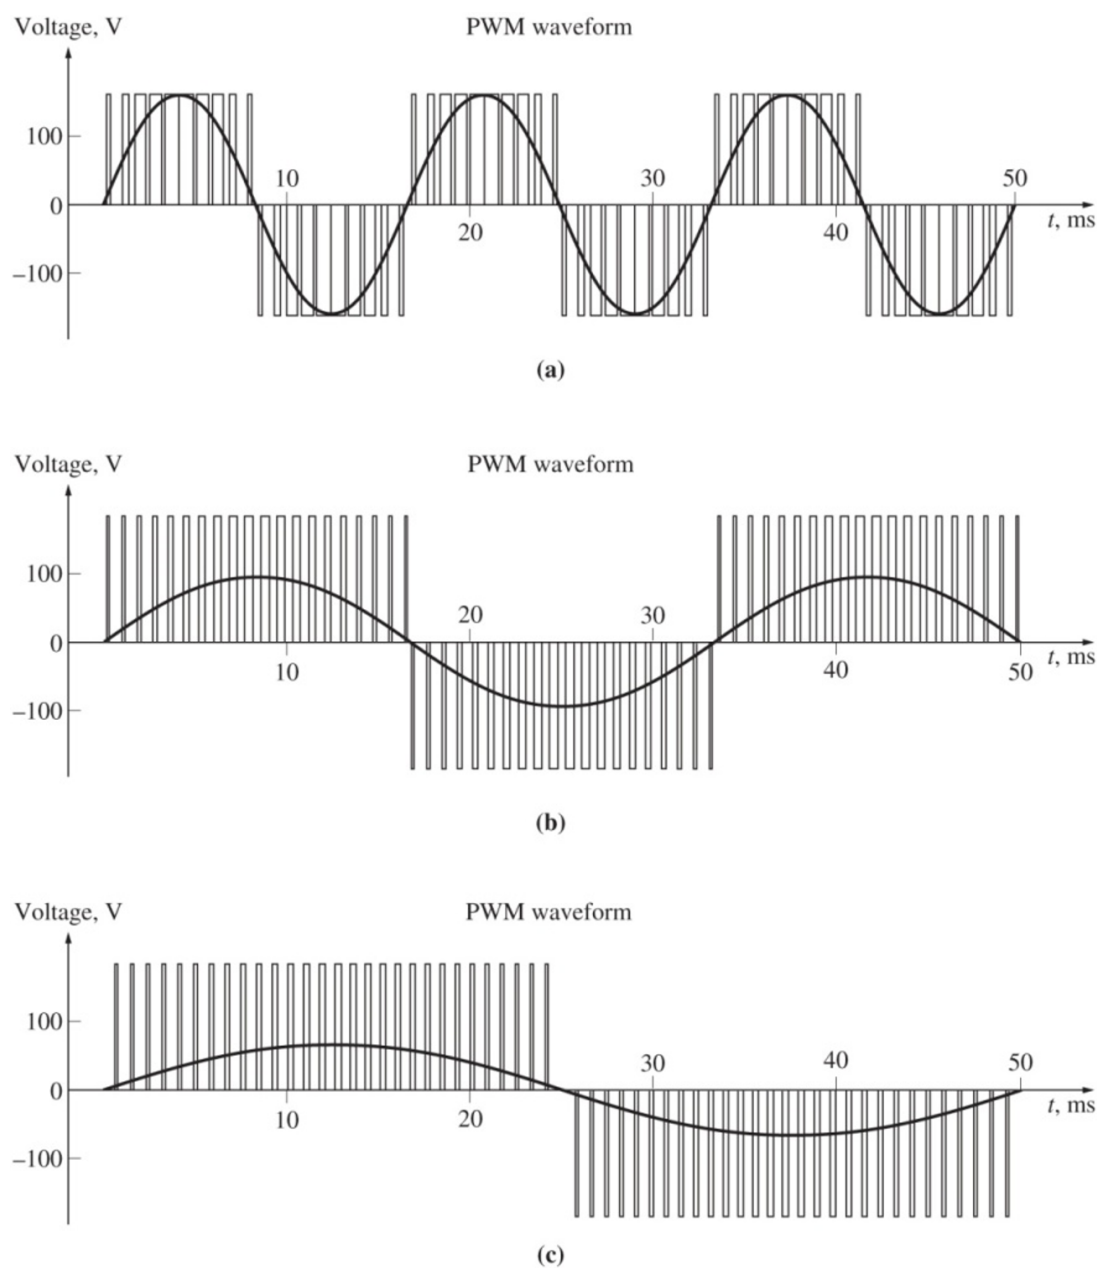 Voltage, V PWM waveform
100
10 30 50
0
20 40 t, ms
−100
(a)
Voltage, V PWM waveform
100
20 30
0
10 40 50 t, ms
−100
(b)
Voltage, V PWM waveform
100
30 40 50
0
10 20 t, ms
−100
(c)